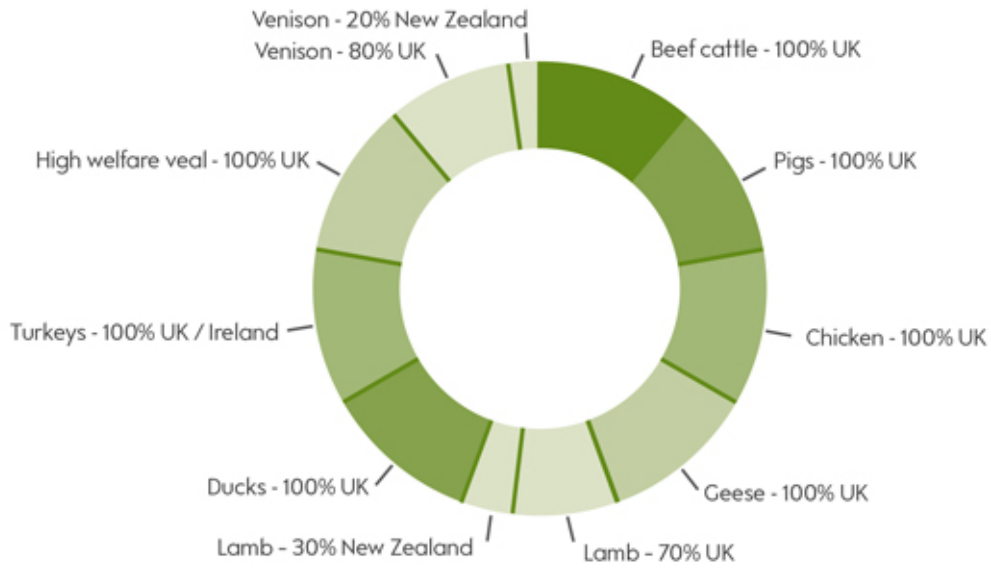 Venison - 20% New Zealand
Venison - 80% UK
Beef cattle - 100% UK
High welfare veal - 100% UK
Pigs - 100% UK
Turkeys - 100% UK / Ireland
Chicken - 100% UK
Ducks - 100% UK
Geese - 100% UK
Lamb – 30% New Zealand
Lamb - 70% UK